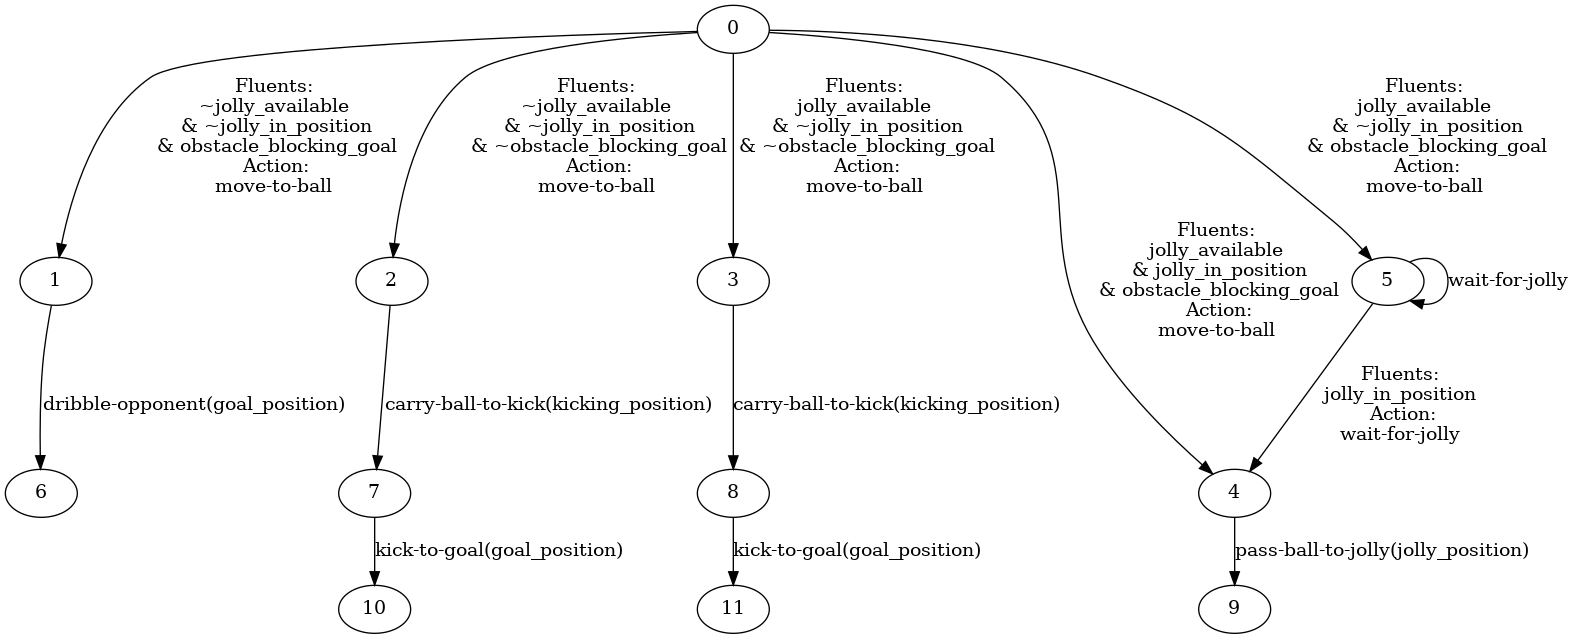 0
Fluents:
~jolly_available
& ~jolly_in_position
& obstacle_blocking_goal
Action:
move-to-ball
Fluents:
~jolly_available
& ~jolly_in_position
& ~obstacle_blocking_goal
Action:
move-to-ball
Fluents:
jolly_available
& ~jolly_in_position
& ~obstacle_blocking_goal
Action:
move-to-ball
Fluents:
jolly_available
& jolly_in_position
& obstacle_blocking_goal
Action:
move-to-ball
Fluents:
jolly_available
& ~jolly_in_position
& obstacle_blocking_goal
Action:
move-to-ball
1
2
3
5
wait-for-jolly
dribble-opponent(goal_position)
carry-ball-to-kick(kicking_position)
carry-ball-to-kick(kicking_position)
Fluents:
jolly_in_position
Action:
wait-for-jolly
6
7
8
4
kick-to-goal(goal_position)
kick-to-goal(goal_position)
pass-ball-to-jolly(jolly_position)
10
11
9